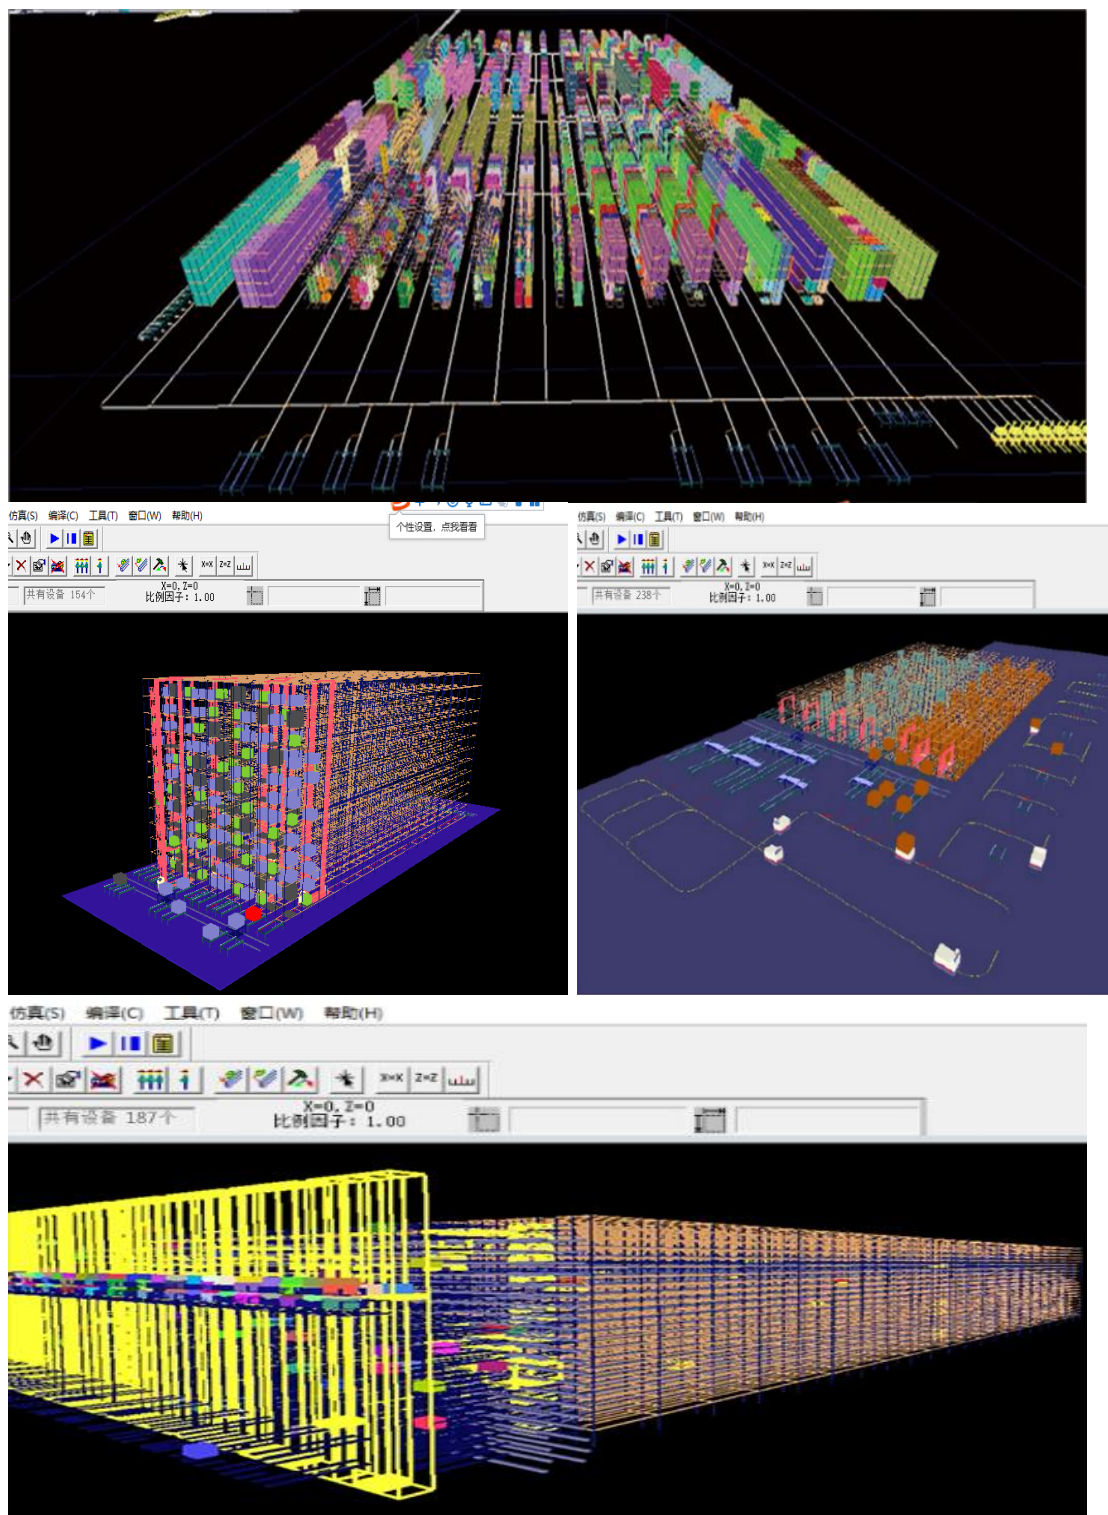 仿真(S) 编译(C) 工具(T) 窗口(W) 帮助(H)
个性设置，点我看看
X=X Z=Z
共有设备 154个
X=0,Z=0
比例因子: 1.00
仿真(S) 编译(C) 工具(T) 窗口(W) 帮助(H)
X=X Z=Z
共有设备 238个
X=0,Z=0
比例因子: 1.00
仿真(S) 编译(C) 工具(T) 窗口(W) 帮助(H)
X=X Z=Z
共有设备 187个
X=0,Z=0
比例因子: 1.00